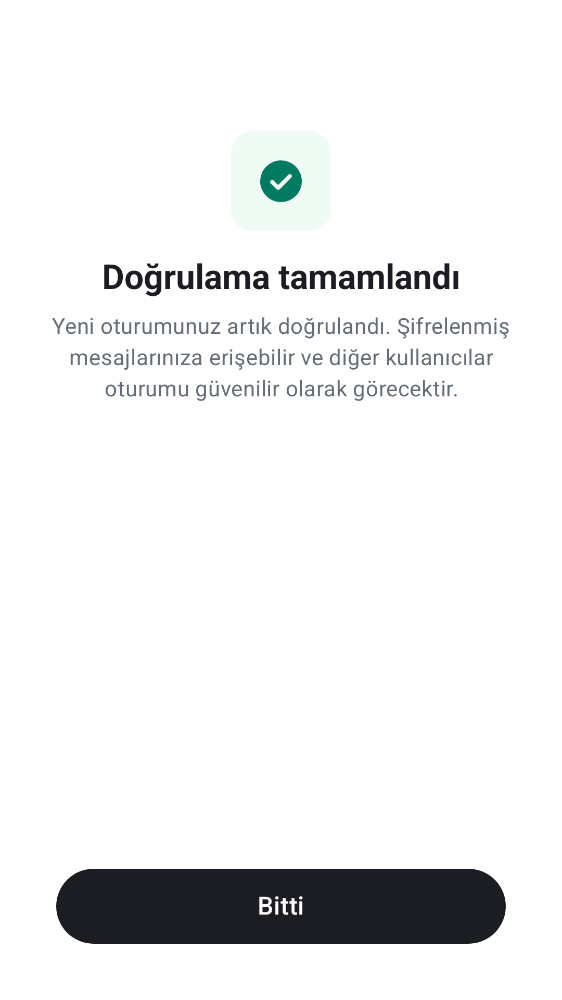 Doğrulama tamamlandı
Yeni oturumunuz artık doğrulandı. Şifrelenmiş
mesajlarınıza erişebilir ve diğer kullanıcılar
oturumu güvenilir olarak görecektir.
Bitti